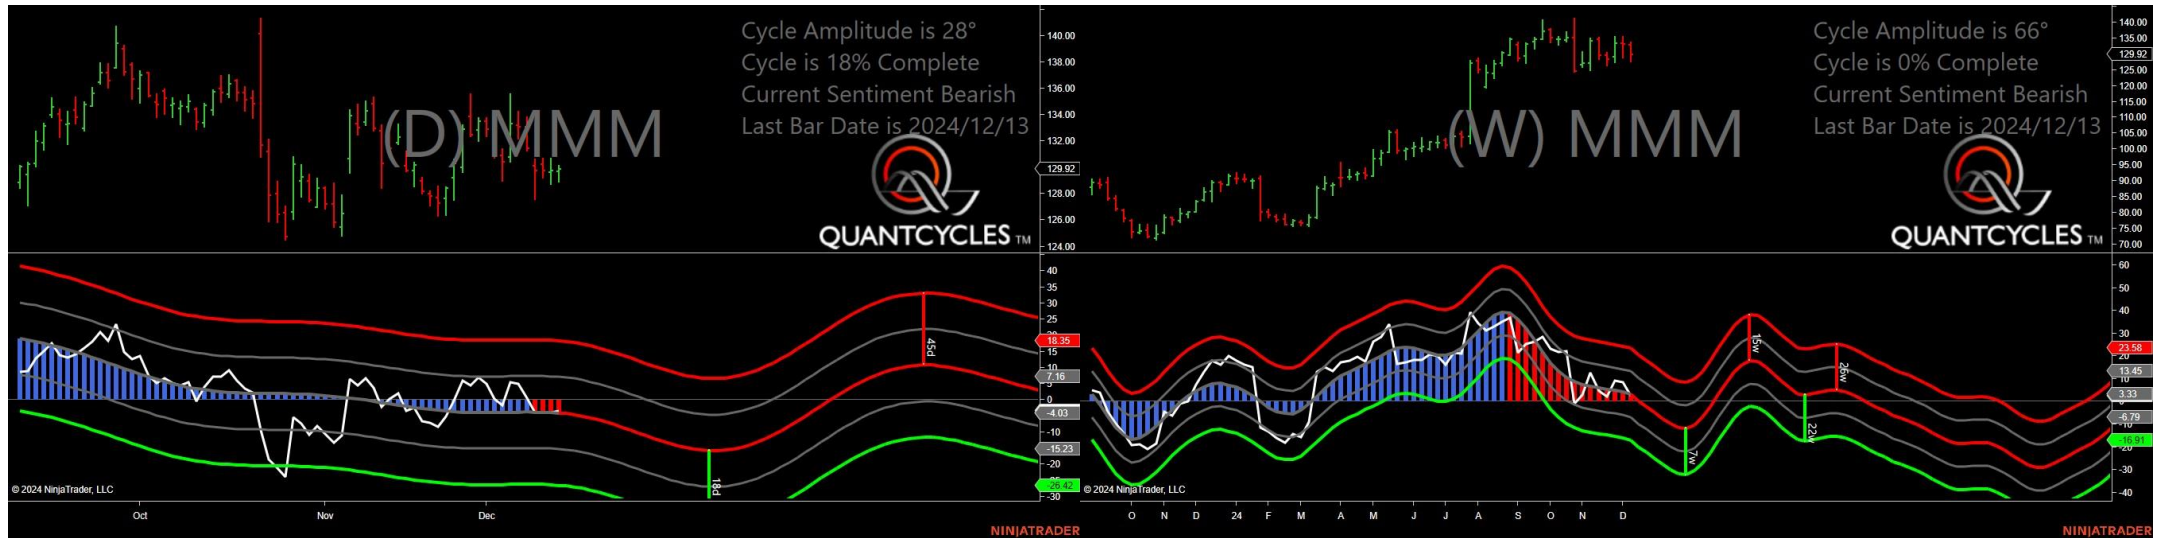 Cycle Amplitude is 28°
Cycle is 18% Complete
Current Sentiment Bearish
Last Bar Date is 2024/12/13
(D) MMM
QUANTCYCLES TM
140.00
138.00
136.00
134.00
132.00
129.92
128.00
126.00
124.00
40
35
30
25
18.35
15
7.16
0
-4.03
-15.23
-20
-26.42
-30
45d
18d
© 2024 NinjaTrader, LLC
Oct
Nov
Dec
NINJATRADER
Cycle Amplitude is 66°
Cycle is 0% Complete
Current Sentiment Bearish
Last Bar Date is 2024/12/13
(W) MMM
QUANTCYCLES TM
140.00
135.00
129.92
125.00
120.00
115.00
110.00
105.00
100.00
95.00
90.00
85.00
80.00
75.00
70.00
60
50
40
30
23.58
13.45
3.33
-6.79
-16.91
-30
-40
15w
26w
7w
22w
© 2024 NinjaTrader, LLC
O N D 24 F M A M J J A S O N D
NINJATRADER